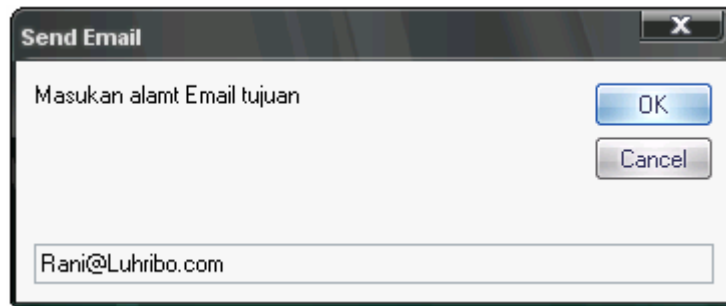 Send Email
X
Masukan alamt Email tujuan
OK
Cancel
Rani@Luhribo.com